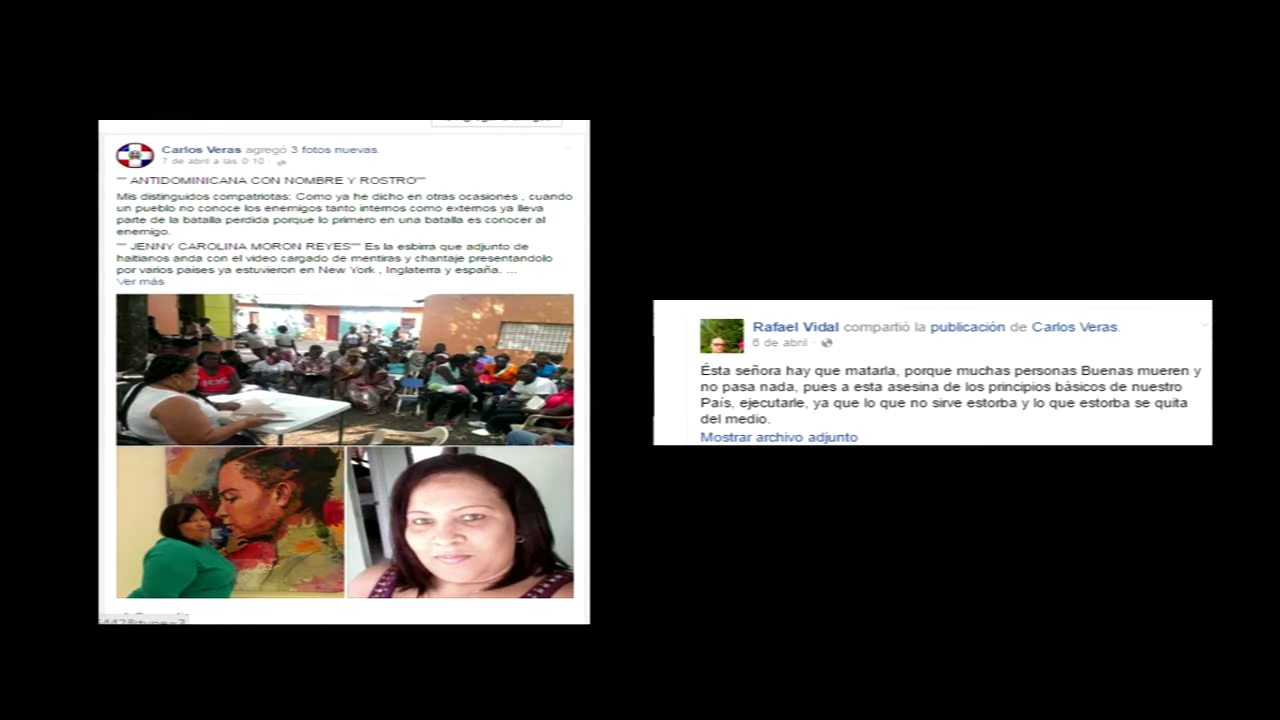 Carlos Veras agregó 3 fotos nuevas.
7 de abril a las 0:10 ·
"" ANTIDOMINICANA CON NOMBRE Y ROSTRO""
Mis distinguidos compatriotas: Como ya he dicho en otras ocasiones , cuando
un pueblo no conoce los enemigos tanto internos como externos ya lleva
parte de la batalla perdida porque lo primero en una batalla es conocer al
enemigo.
"" JENNY CAROLINA MORON REYES"" Es la esbirra que adjunto de
haitianos anda con el video cargado de mentiras y chantaje presentandolo
por varios paises ya estuvieron en New York , Inglaterra y españa. ...
Ver más
Rafael Vidal compartió la publicación de Carlos Veras.
6 de abril ·
Ésta señora hay que matarla, porque muchas personas Buenas mueren y
no pasa nada, pues a esta asesina de los principios básicos de nuestro
País, ejecutarle, ya que lo que no sirve estorba y lo que estorba se quita
del medio.
Mostrar archivo adjunto